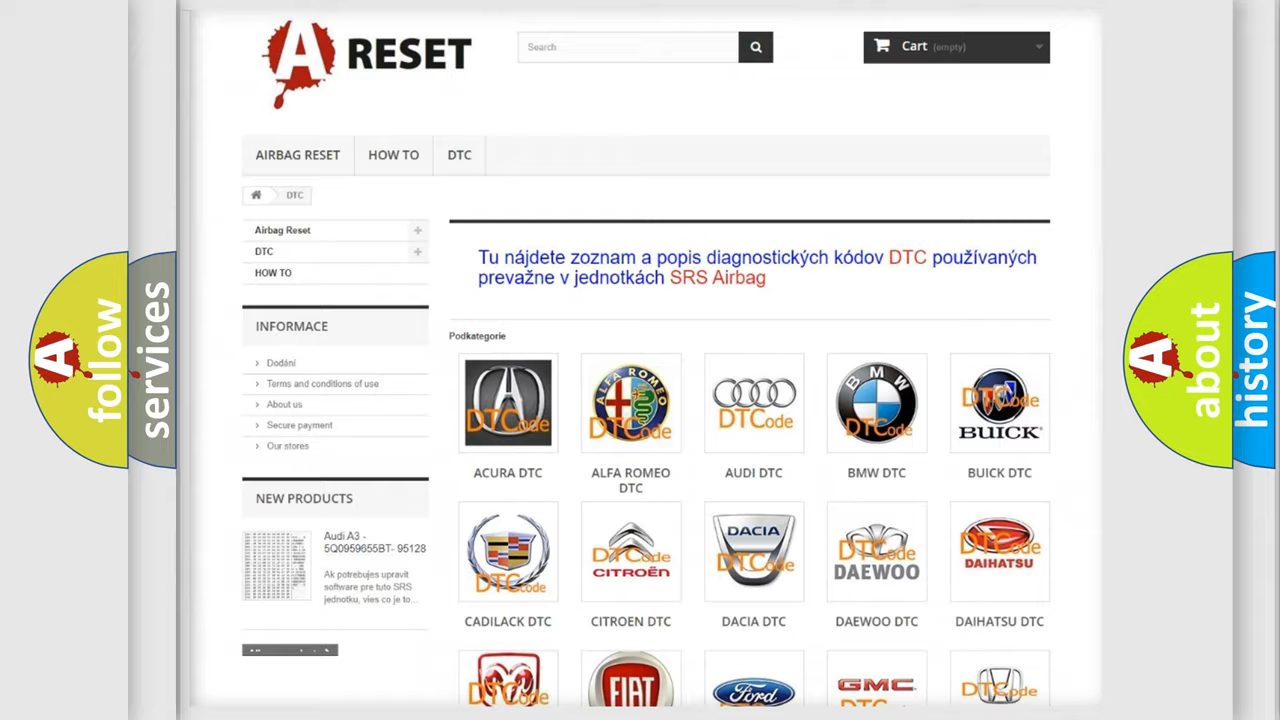 A RESET
Search
Cart (empty)
AIRBAG RESET
HOW TO
DTC
DTC
Airbag Reset
DTC
HOW TO
INFORMACE
Dodání
Terms and conditions of use
About us
Secure payment
Our stores
NEW PRODUCTS
Audi A3 -
5Q0959655BT- 95128
Ak potrebujes upravit
software pre tuto SRS
jednotku, vies co je to...
Tu nájdete zoznam a popis diagnostických kódov DTC používaných
prevažne v jednotkách SRS Airbag
Podkategorie
DTCode
ALFA ROMEO
DTCode
DTCode
BMW
DTCode
DTCode
BUICK
ACURA DTC
ALFA ROMEO
DTC
AUDI DTC
BMW DTC
BUICK DTC
DTCode
DTCode
CITROËN
DACIA
DTCode
DTCode
DAEWOO
DTCode
DAIHATSU
CADILACK DTC
CITROEN DTC
DACIA DTC
DAEWOO DTC
DAIHATSU DTC
DTCode
FIAT
Ford
GMC
DTCode
A follow
services
A about
history